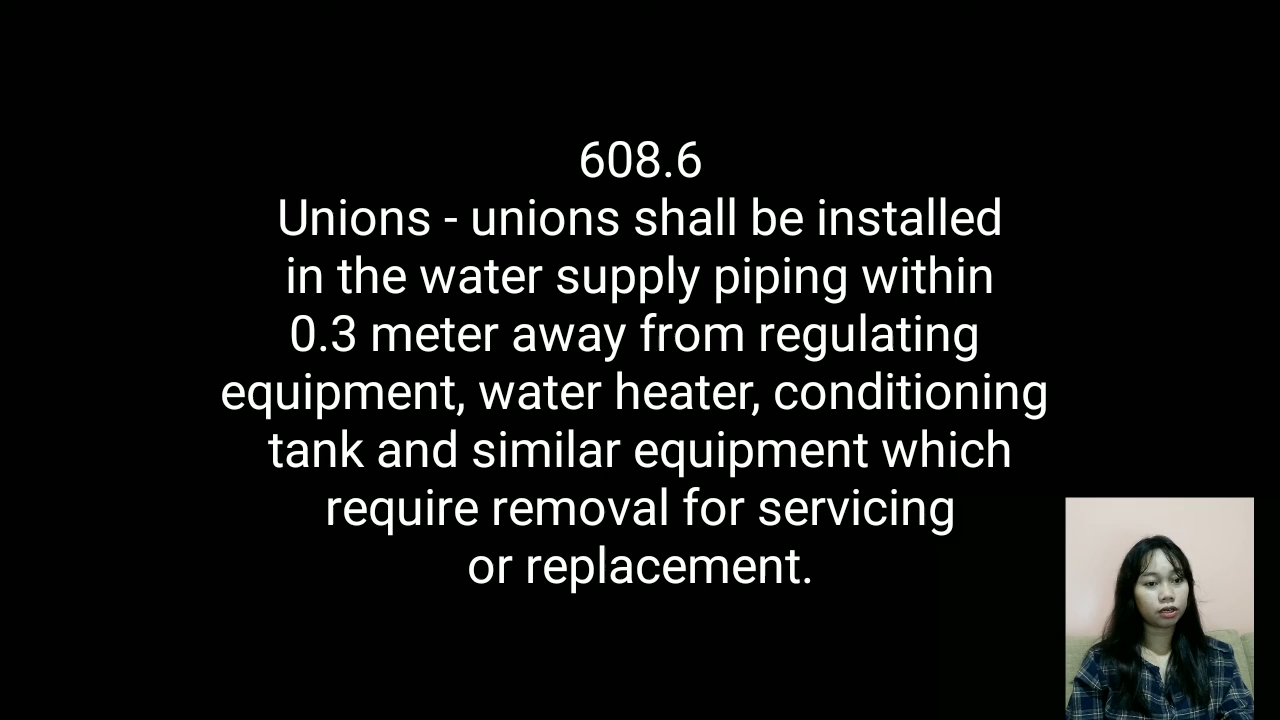 608.6
Unions - unions shall be installed
in the water supply piping within
0.3 meter away from regulating
equipment, water heater, conditioning
tank and similar equipment which
require removal for servicing
or replacement.